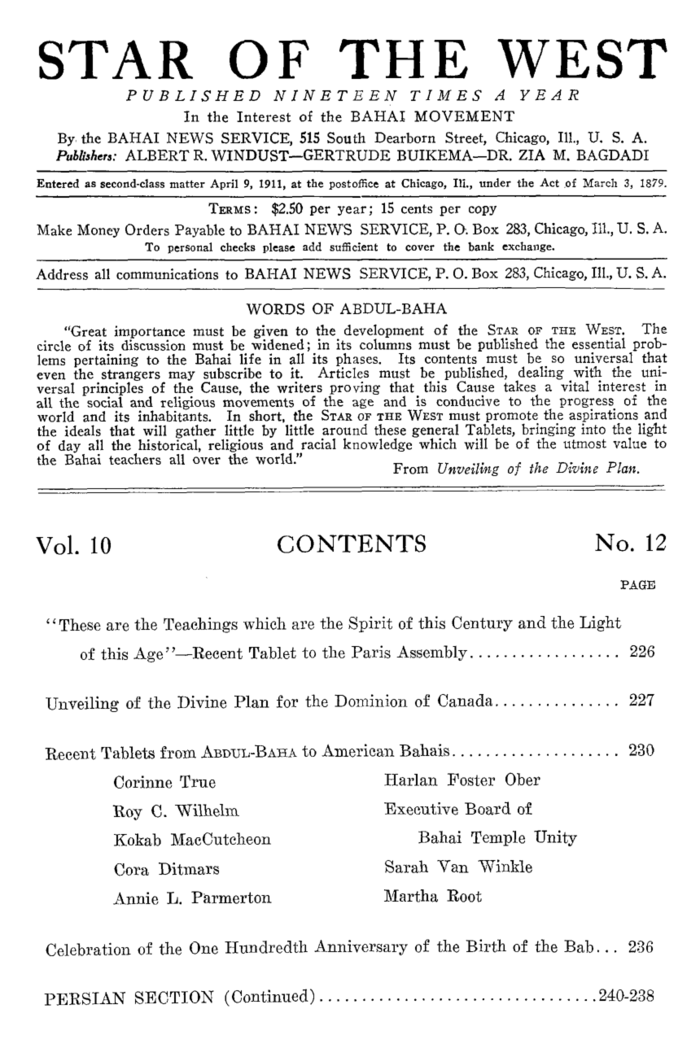 STAR OF THE WEST
PUBLISHED NINETEEN TIMES A YEAR
In the Interest of the BAHAI MOVEMENT
By the BAHAI NEWS SERVICE, 515 South Dearborn Street, Chicago, Ill., U. S. A.
Publishers: ALBERT R. WINDUST—GERTRUDE BUIKEMA—DR. ZIA M. BAGDADI
Entered as second-class matter April 9, 1911, at the postoffice at Chicago, Ill., under the Act of March 3, 1879.
TERMS: $2.50 per year; 15 cents per copy
Make Money Orders Payable to BAHAI NEWS SERVICE, P. O. Box 283, Chicago, Ill., U. S. A.
To personal checks please add sufficient to cover the bank exchange.
Address all communications to BAHAI NEWS SERVICE, P. O. Box 283, Chicago, Ill., U. S. A.
WORDS OF ABDUL-BAHA
"Great importance must be given to the development of the STAR OF THE WEST. The
circle of its discussion must be widened; in its columns must be published the essential prob-
lems pertaining to the Bahai life in all its phases. Its contents must be so universal that
even the strangers may subscribe to it. Articles must be published, dealing with the uni-
versal principles of the Cause, the writers proving that this Cause takes a vital interest in
all the social and religious movements of the age and is conducive to the progress of the
world and its inhabitants. In short, the STAR OF THE WEST must promote the aspirations and
the ideals that will gather little by little around these general Tablets, bringing into the light
of day all the historical, religious and racial knowledge which will be of the utmost value to
the Bahai teachers all over the world."
From Unveiling of the Divine Plan.
Vol. 10 CONTENTS No. 12
PAGE
"These are the Teachings which are the Spirit of this Century and the Light
of this Age"—Recent Tablet to the Paris Assembly.................. 226
Unveiling of the Divine Plan for the Dominion of Canada............... 227
Recent Tablets from ABDUL-BAHA to American Bahais.................... 230
Corinne True
Roy C. Wilhelm
Kokab MacCutcheon
Cora Ditmars
Annie L. Parmerton
Harlan Foster Ober
Executive Board of
Bahai Temple Unity
Sarah Van Winkle
Martha Root
Celebration of the One Hundredth Anniversary of the Birth of the Bab... 236
PERSIAN SECTION (Continued).................................240-238